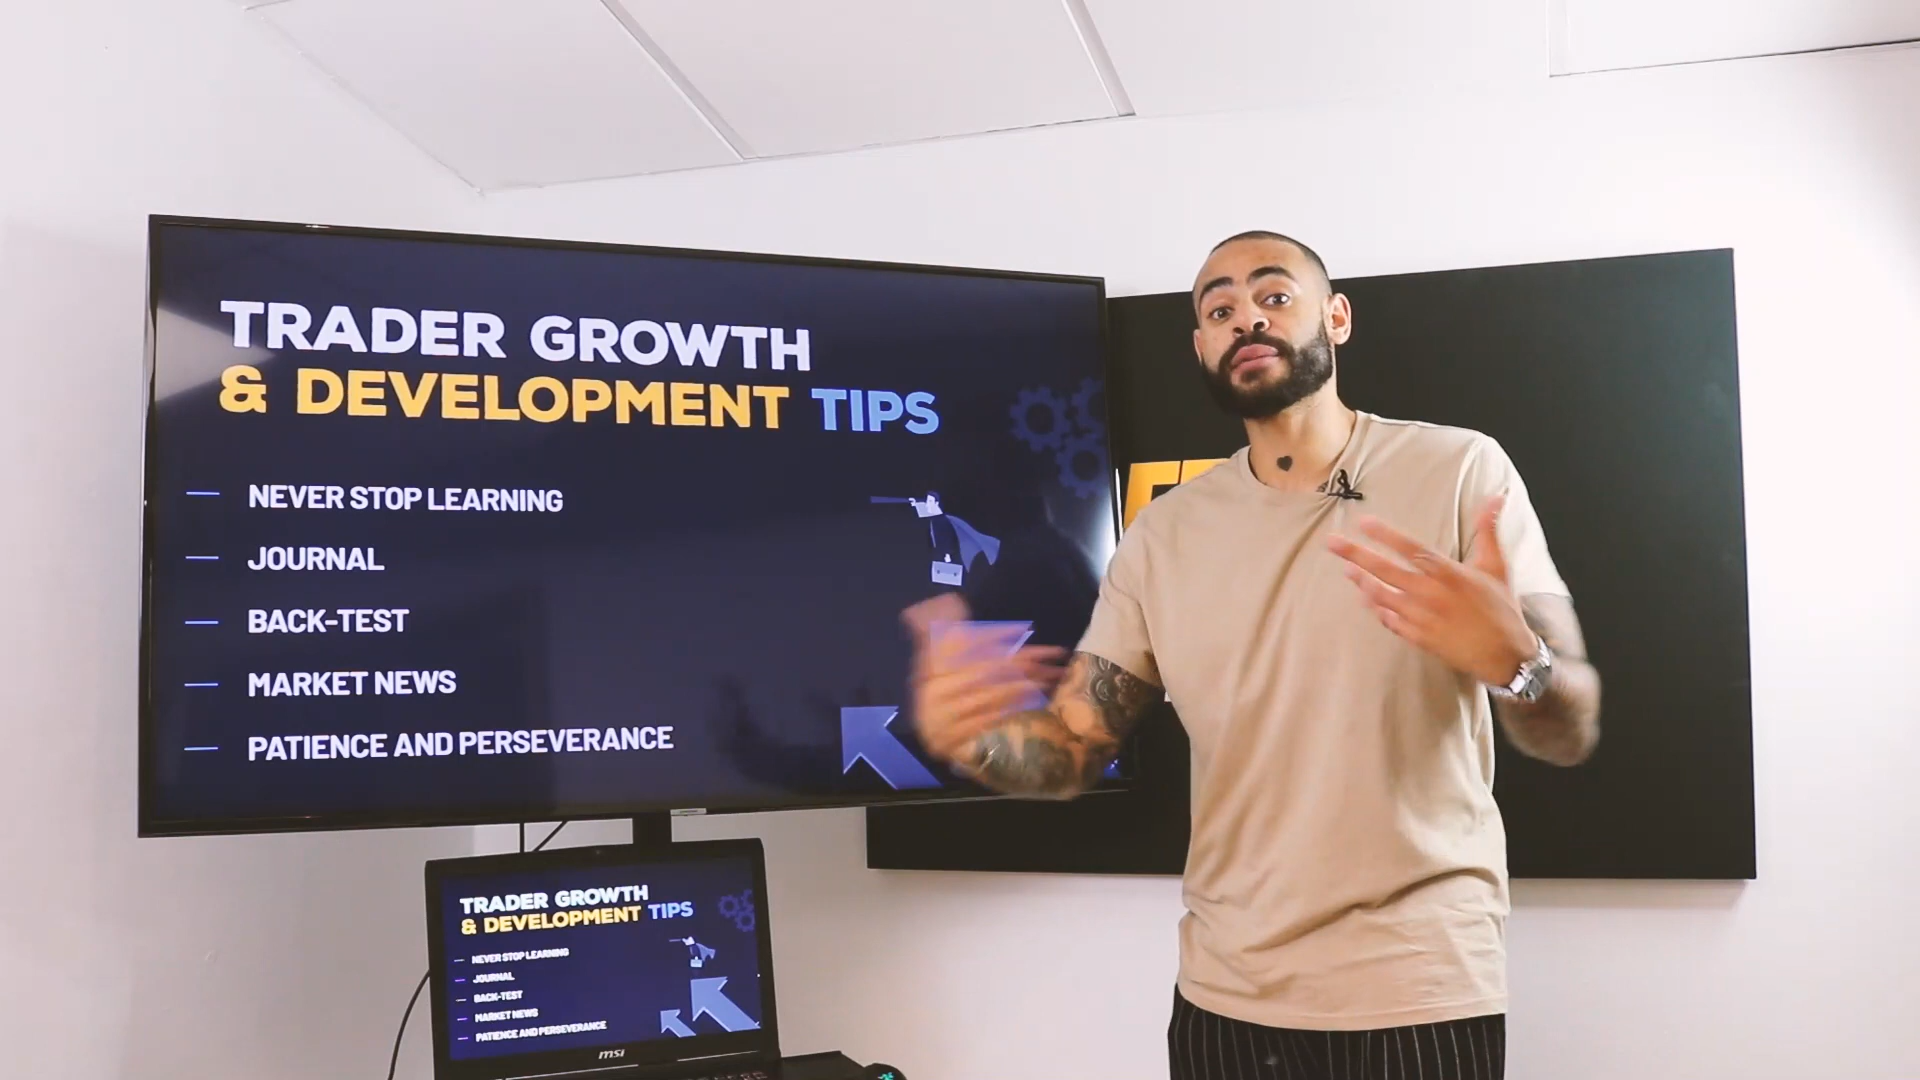 TRADER GROWTH
& DEVELOPMENT TIPS
NEVER STOP LEARNING
JOURNAL
BACK-TEST
MARKET NEWS
PATIENCE AND PERSEVERANCE
TRADER GROWTH
& DEVELOPMENT TIPS
NEVER STOP LEARNING
JOURNAL
BACK-TEST
MARKET NEWS
PATIENCE AND PERSEVERANCE
msi